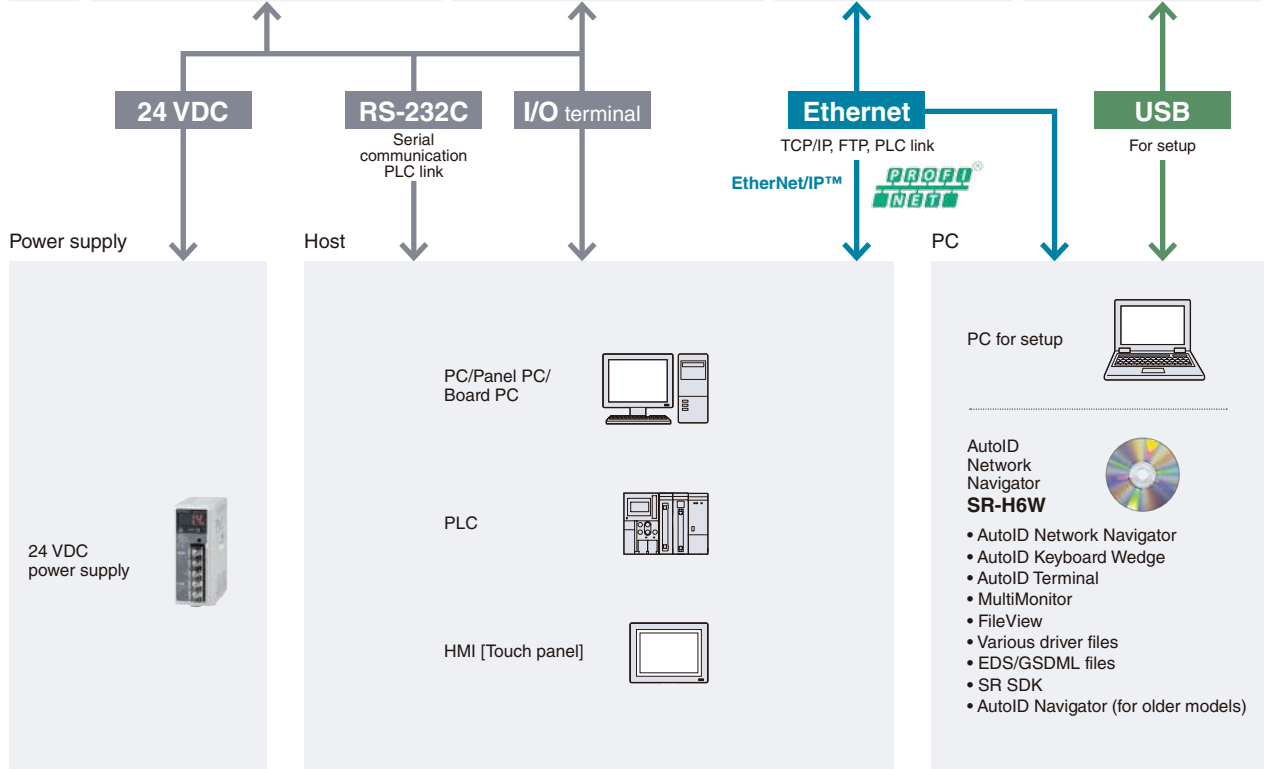 24 VDC
RS-232C
Serial
communication
PLC link
I/O terminal
Ethernet
TCP/IP, FTP, PLC link
EtherNet/IP™
PROFI
NET
®
USB
For setup
Power supply
24 VDC
power supply
Host
PC/Panel PC/
Board PC
PLC
HMI [Touch panel]
PC
PC for setup
AutoID
Network
Navigator
SR-H6W
• AutoID Network Navigator
• AutoID Keyboard Wedge
• AutoID Terminal
• MultiMonitor
• FileView
• Various driver files
• EDS/GSDML files
• SR SDK
• AutoID Navigator (for older models)